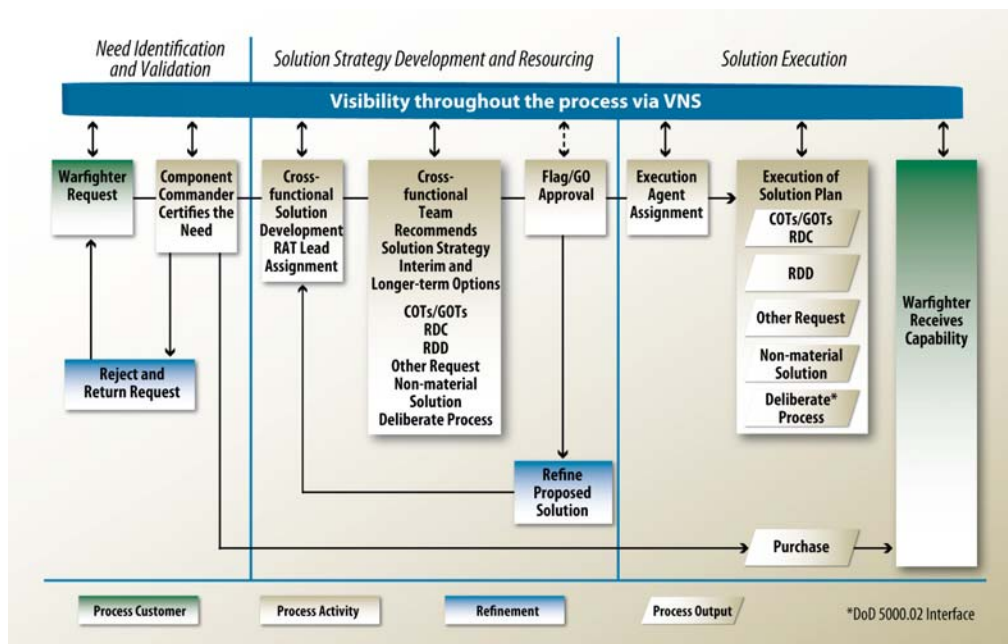 Need Identification
and Validation
Solution Strategy Development and Resourcing
Solution Execution
Visibility throughout the process via VNS
Warfighter
Request
Component
Commander
Certifies the
Need
Cross-
functional
Solution
Development
RAT Lead
Assignment
Cross-
functional
Team
Recommends
Solution Strategy
Interim and
Longer-term Options
COTs/GOTs
RDC
RDD
Other Request
Non-material
Solution
Deliberate Process
Flag/GO
Approval
Execution
Agent
Assignment
Execution of
Solution Plan
COTs/GOTs
RDC
RDD
Other Request
Non-material
Solution
Deliberate*
Process
Warfighter
Receives
Capability
Reject and
Return Request
Refine
Proposed
Solution
Purchase
Process Customer
Process Activity
Refinement
Process Output
*DoD 5000.02 Interface